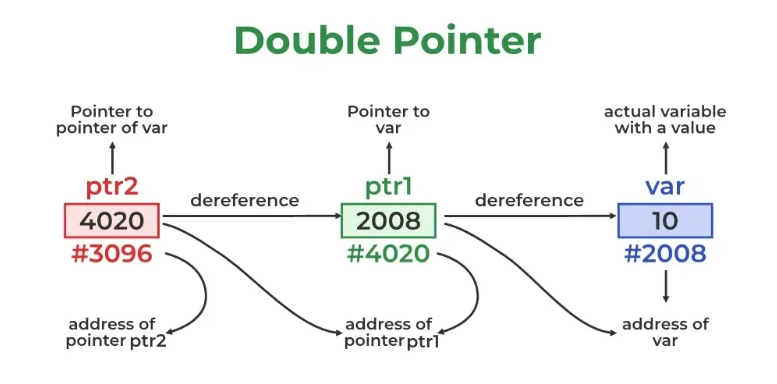 Double Pointer
Pointer to
pointer of var
Pointer to
var
actual variable
with a value
ptr2
dereference
ptr1
dereference
var
4020
2008
10
#3096
#4020
#2008
address of
pointer ptr2
address of
pointer ptr1
address of
var